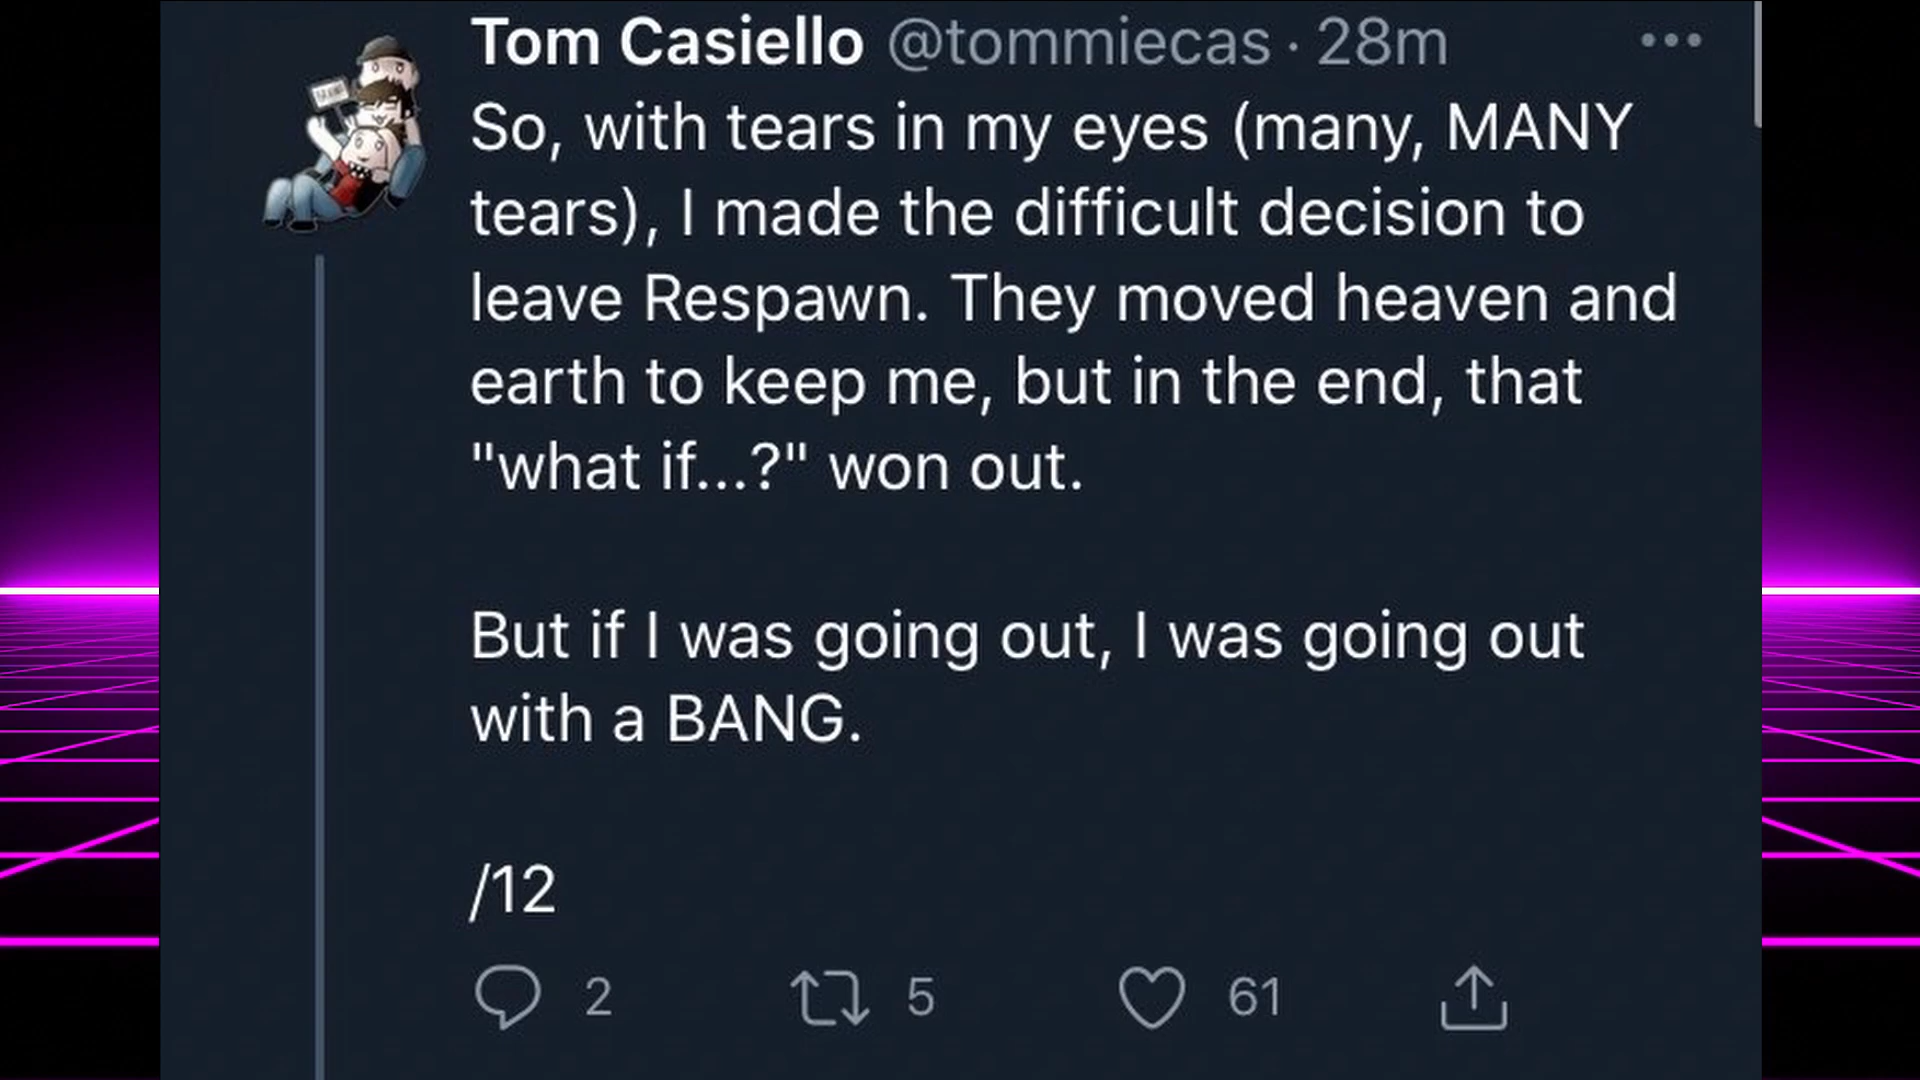 Tom Casiello @tommiecas · 28m
So, with tears in my eyes (many, MANY
tears), I made the difficult decision to
leave Respawn. They moved heaven and
earth to keep me, but in the end, that
"what if...?" won out.
But if I was going out, I was going out
with a BANG.
/12
2 5 61